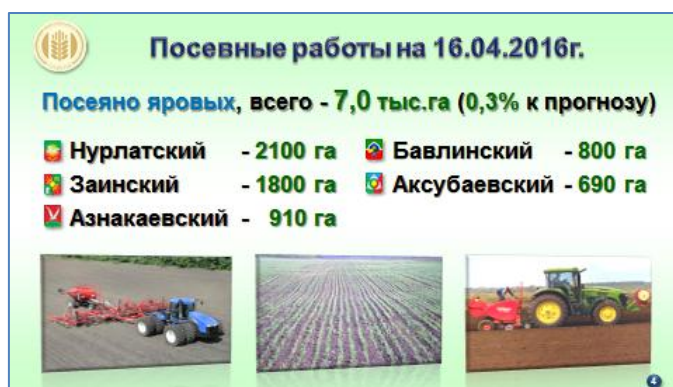 Посевные работы на 16.04.2016г.
Посеяно яровых, всего - 7,0 тыс.га (0,3% к прогнозу)
Нурлатский - 2100 га
Заинский - 1800 га
Азнакаевский - 910 га
Бавлинский - 800 га
Аксубаевский - 690 га
4